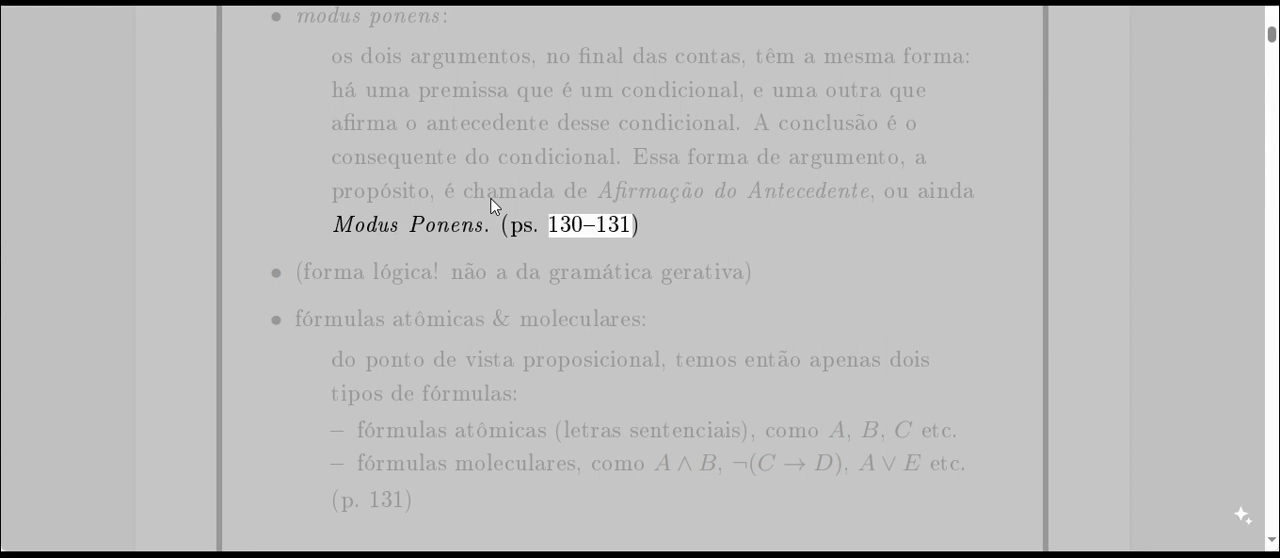 • modus ponens:
os dois argumentos, no final das contas, têm a mesma forma:
há uma premissa que é um condicional, e uma outra que
afirma o antecedente desse condicional. A conclusão é o
consequente do condicional. Essa forma de argumento, a
propósito, é chamada de Afirmação do Antecedente, ou ainda
Modus Ponens. (ps. 130–131)
• (forma lógica! não a da gramática gerativa)
• fórmulas atômicas & moleculares:
do ponto de vista proposicional, temos então apenas dois
tipos de fórmulas:
– fórmulas atômicas (letras sentenciais), como A, B, C etc.
– fórmulas moleculares, como A ∧ B, ¬(C → D), A ∨ E etc.
(p. 131)